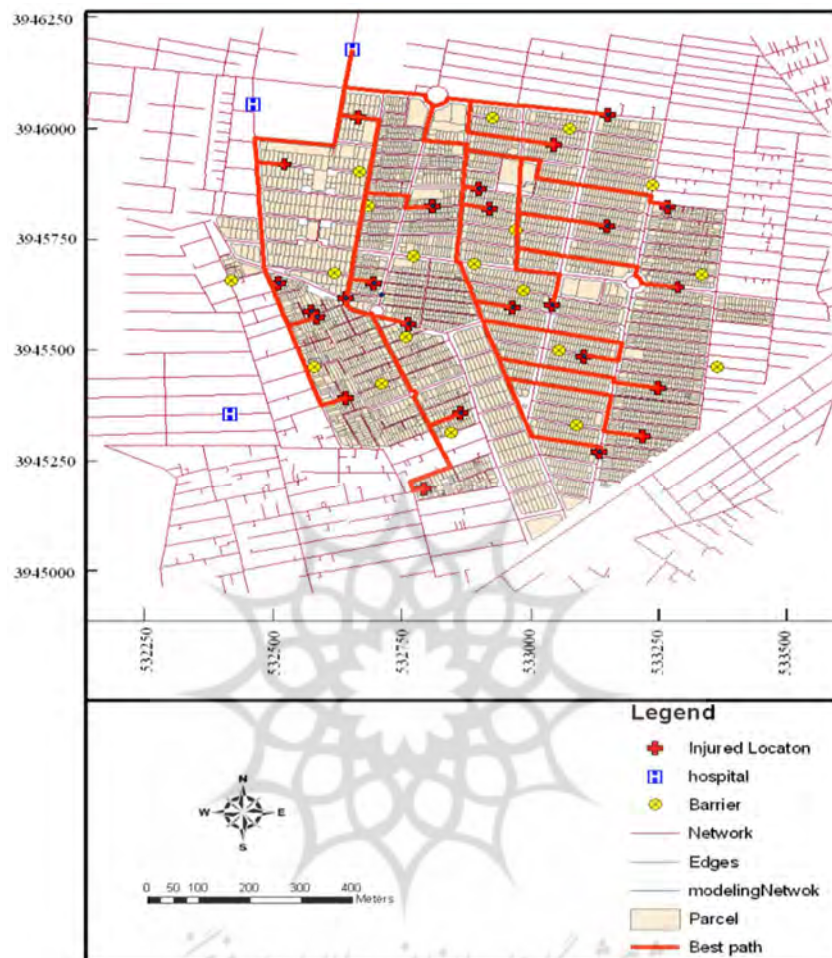 3946250
3946000
3945750
3945500
3945250
3945000
532250
532500
532750
533000
533250
533500
H
H
H
Legend
Injured Locaton
H hospital
Barrier
Network
Edges
modelingNetwok
Parcel
Best path
N
W E
S
0 50 100 200 300 400
Meters